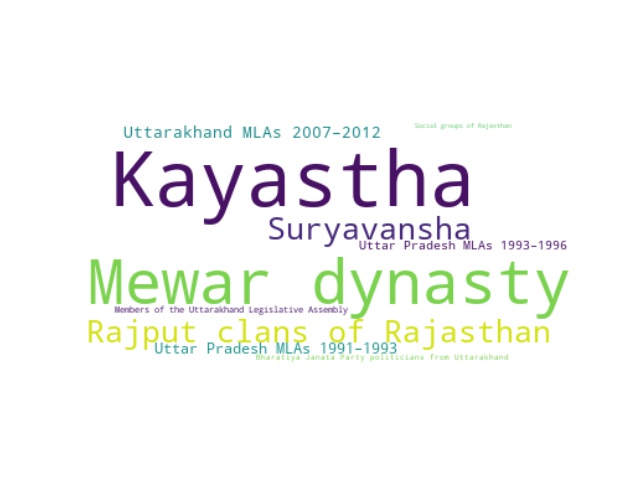 Social groups of Rajasthan
Uttarakhand MLAs 2007–2012
Kayastha
Suryavansha
Uttar Pradesh MLAs 1993–1996
Mewar dynasty
Members of the Uttarakhand Legislative Assembly
Rajput clans of Rajasthan
Uttar Pradesh MLAs 1991–1993
Bharatiya Janata Party politicians from Uttarakhand